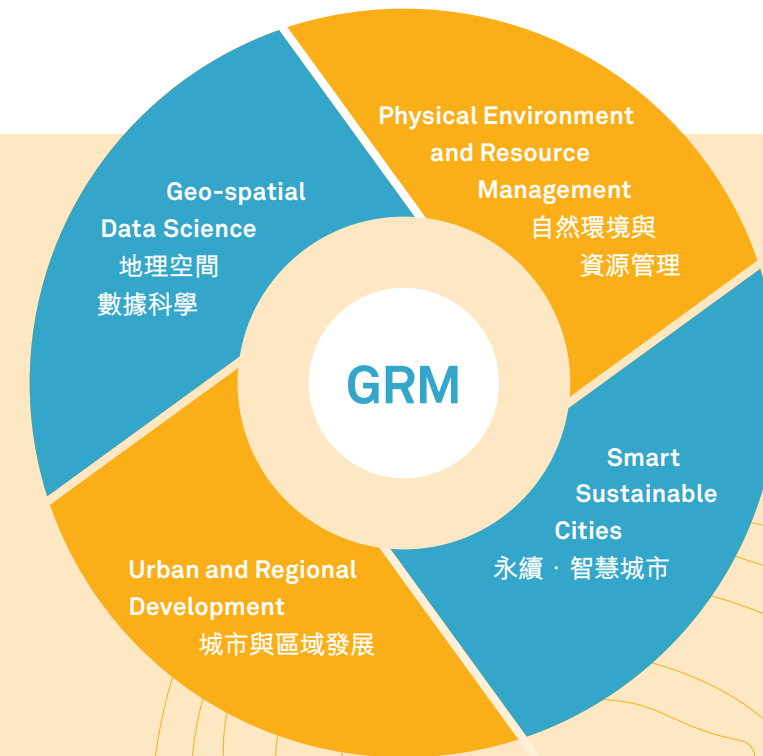 Physical Environment
and Resource
Management
自然環境與
資源管理
Geo-spatial
Data Science
地理空間
數據科學
GRM
Smart
Sustainable
Cities
永續・智慧城市
Urban and Regional
Development
城市與區域發展